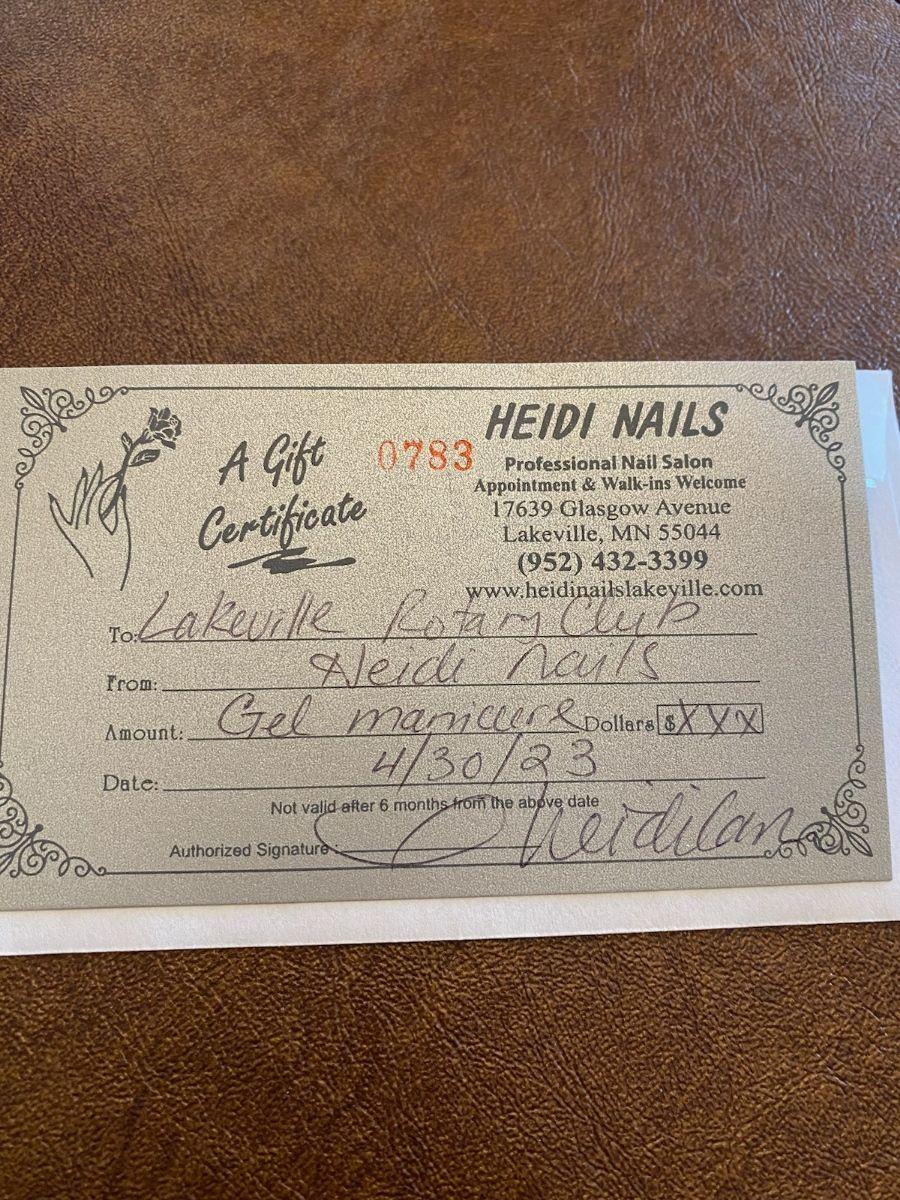 A Gift
Certificate
0783
HEIDI NAILS
Professional Nail Salon
Appointment & Walk-ins Welcome
17639 Glasgow Avenue
Lakeville, MN 55044
(952) 432-3399
www.heidinailslakeville.com
To: Lakeville Rotary Club
From: Heidi nails
Amount: Gel manicure Dollars $XXX
Date: 4/30/23
Not valid after 6 months from the above date
Authorized Signature: